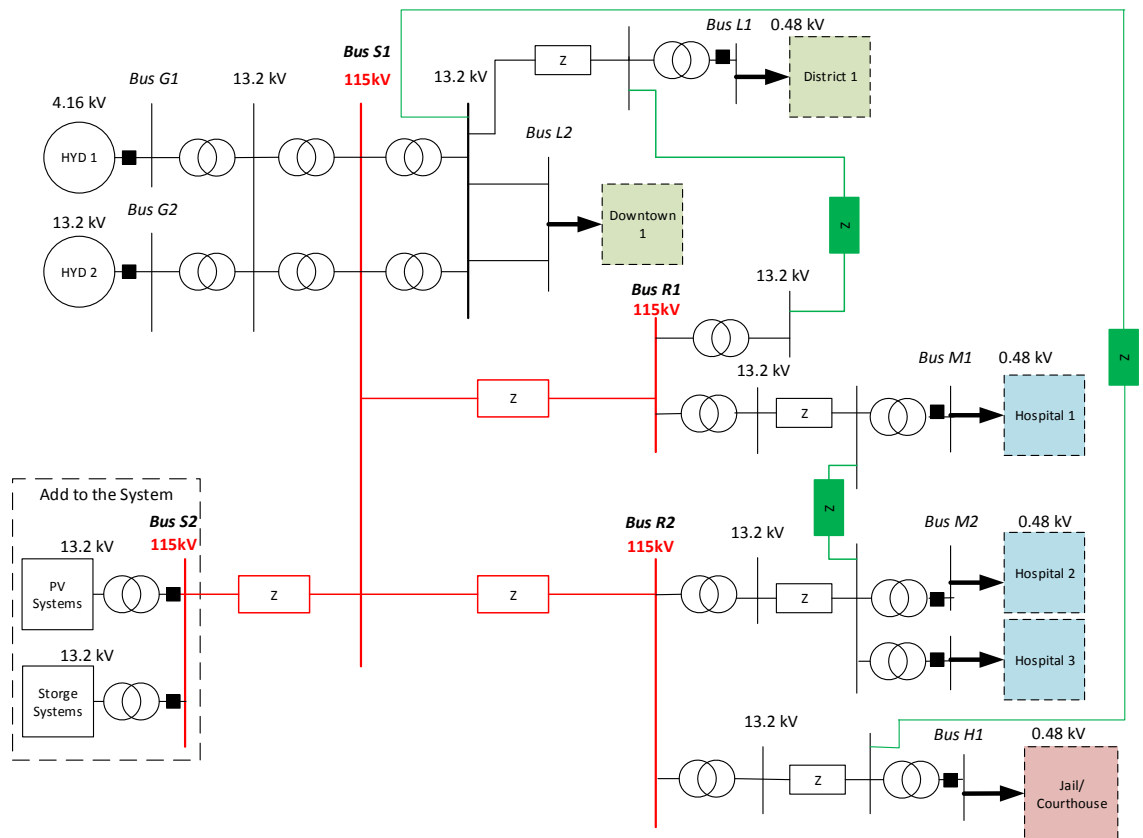 Bus L1
0.48 kV
Bus S1
115kV
13.2 kV
Z
District 1
Bus G1
13.2 kV
4.16 kV
HYD 1
Bus L2
Bus G2
13.2 kV
HYD 2
Downtown
1
Z
13.2 kV
Bus R1
115kV
Z
Bus M1
0.48 kV
13.2 kV
Z
Z
Hospital 1
Add to the System
Bus S2
115kV
13.2 kV
PV
Systems
Z
Z
13.2 kV
Storge
Systems
Z
Bus R2
115kV
13.2 kV
Z
Bus M2
0.48 kV
Hospital 2
Hospital 3
13.2 kV
Z
Bus H1
0.48 kV
Jail/
Courthouse